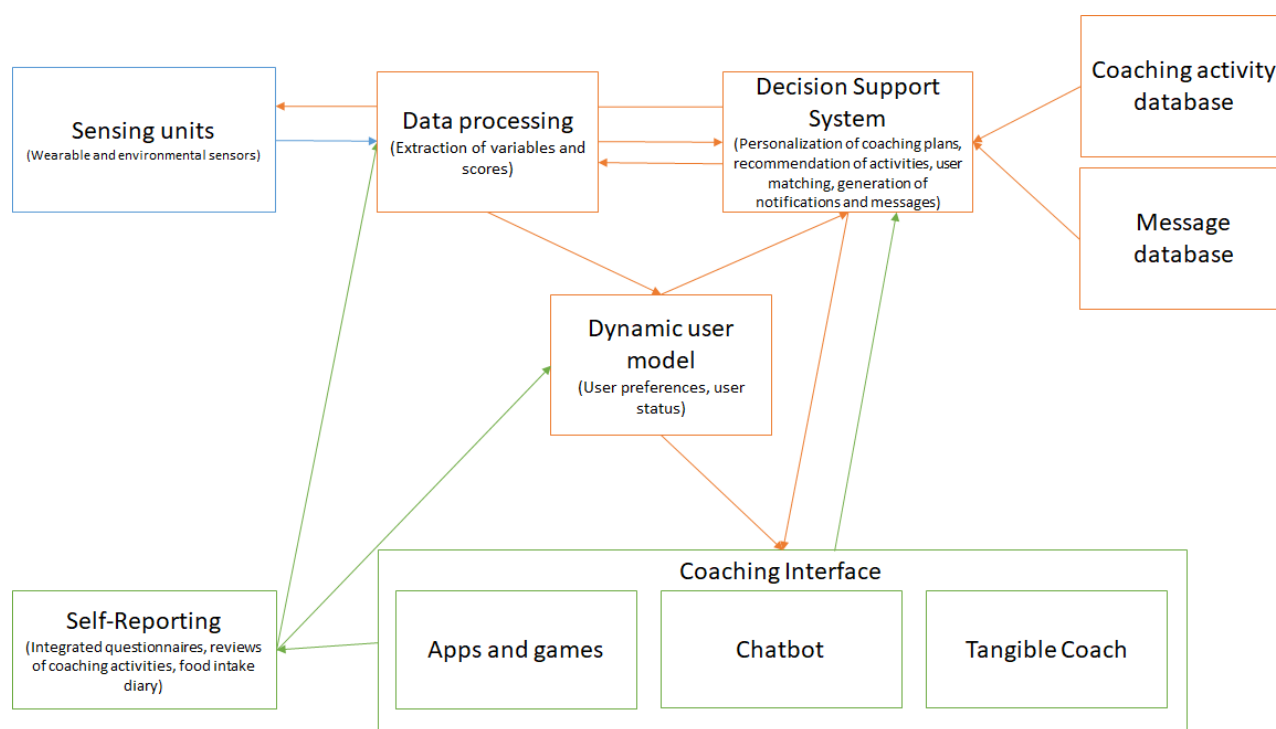 Sensing units
(Wearable and environmental sensors)
Data processing
(Extraction of variables and
scores)
Decision Support
System
(Personalization of coaching plans,
recommendation of activities, user
matching, generation of
notifications and messages)
Coaching activity
database
Message
database
Dynamic user
model
(User preferences, user
status)
Self-Reporting
(Integrated questionnaires, reviews
of coaching activities, food intake
diary)
Coaching Interface
Apps and games
Chatbot
Tangible Coach